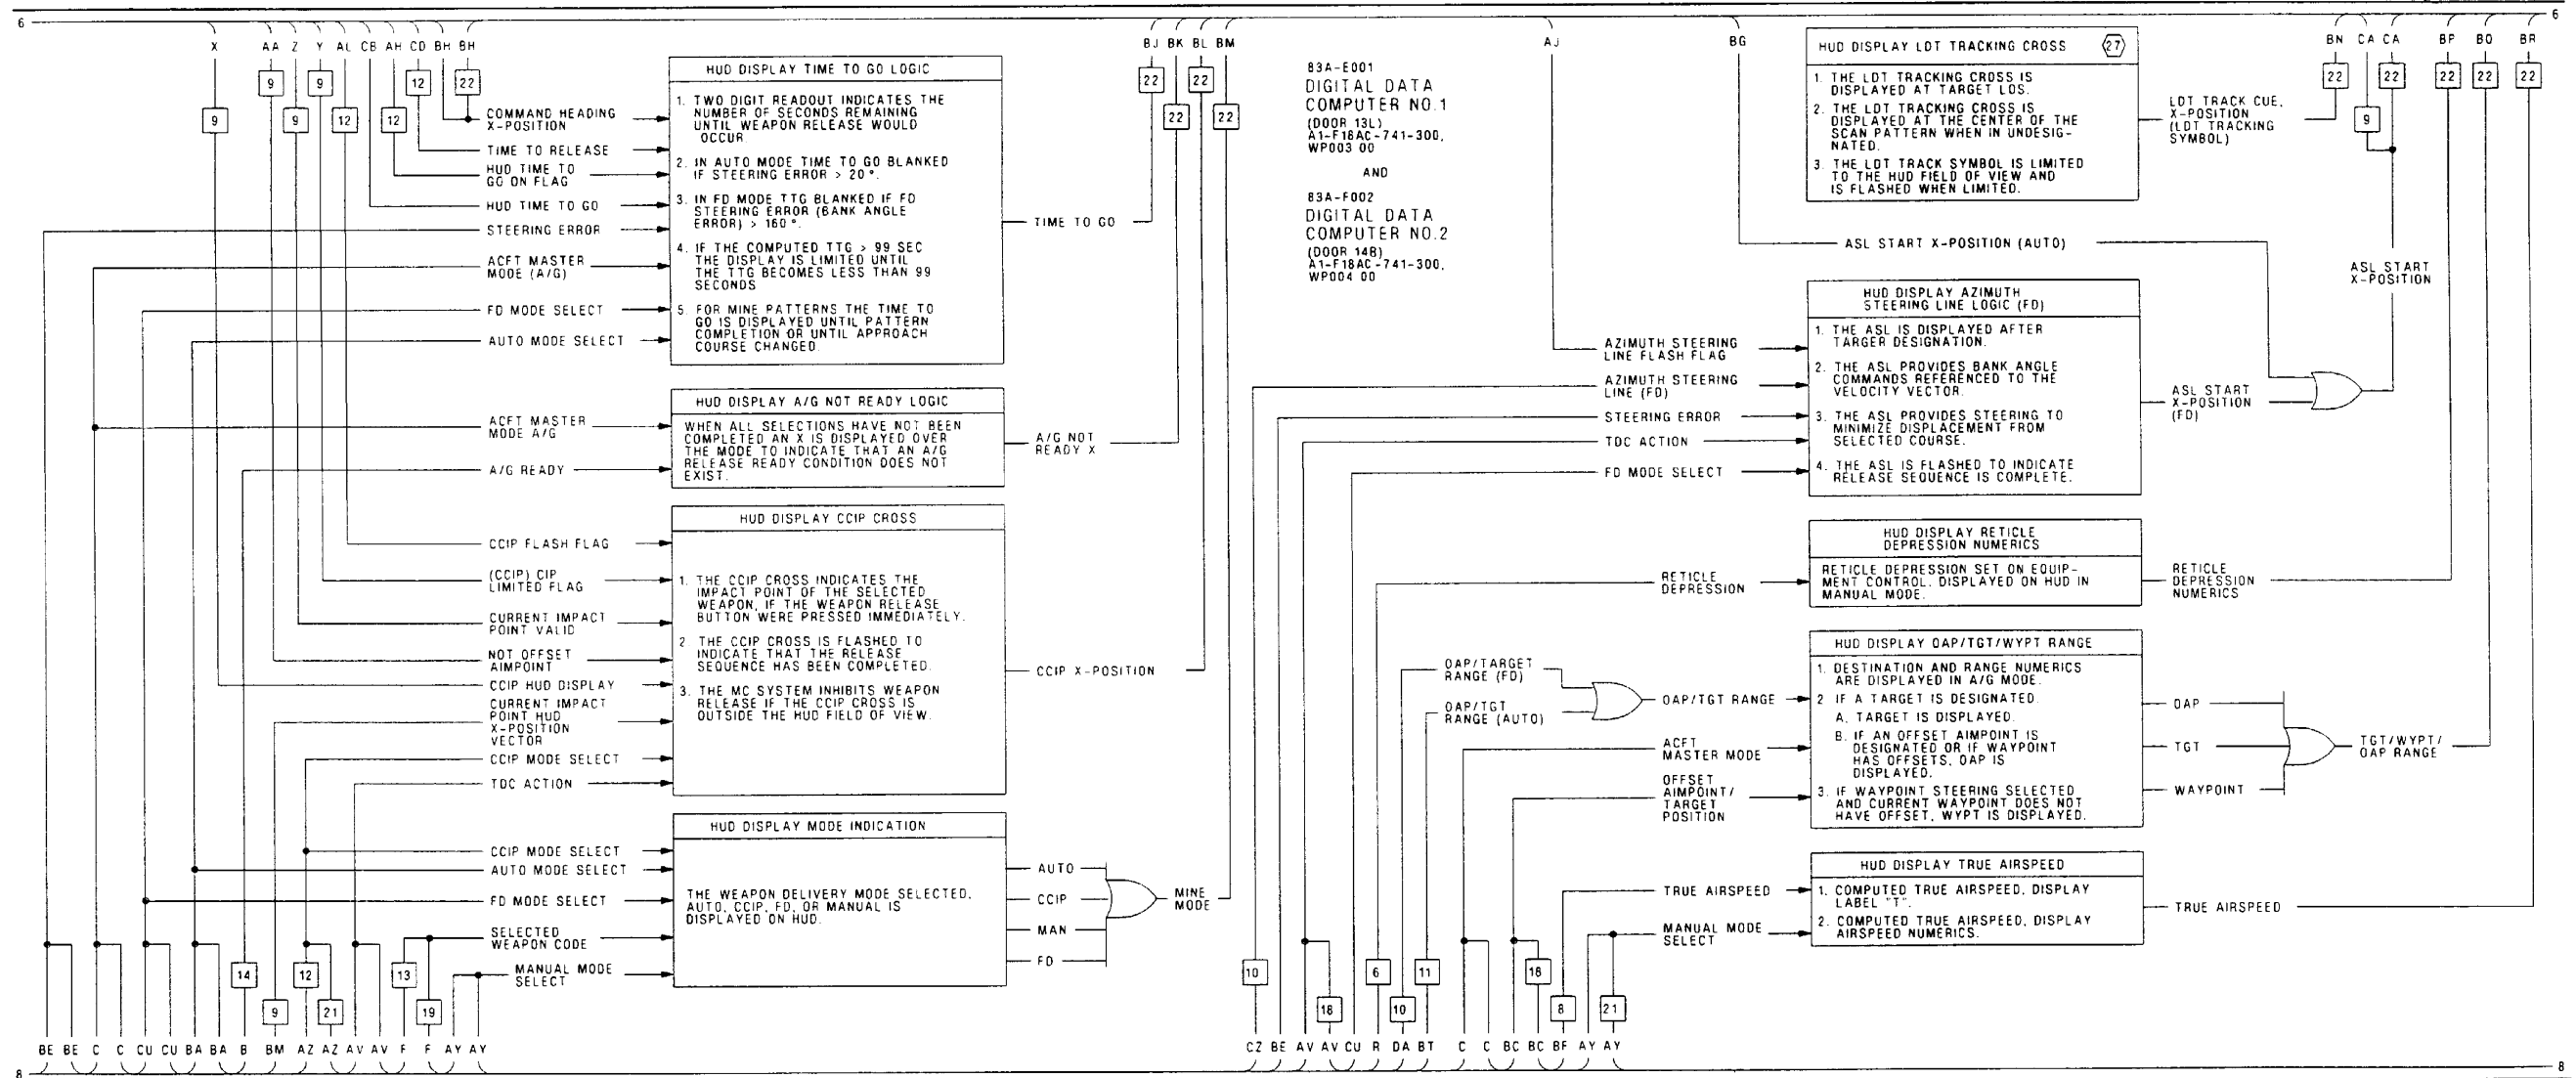 6
6
X AA Z Y AL CB AH CD BH BH
BJ BK BL BM
AJ
BG
BN CA CA BP BQ BR
9
9
9
9
12
12
12
22
22
22
22
22
22
9
22
22
22
22
COMMAND HEADING
X-POSITION
TIME TO RELEASE
HUD TIME TO
GO ON FLAG
HUD TIME TO GO
STEERING ERROR
ACFT MASTER
MODE (A/G)
FD MODE SELECT
AUTO MODE SELECT
HUD DISPLAY TIME TO GO LOGIC
1. TWO DIGIT READOUT INDICATES THE
NUMBER OF SECONDS REMAINING
UNTIL WEAPON RELEASE WOULD
OCCUR.
2. IN AUTO MODE TIME TO GO BLANKED
IF STEERING ERROR > 20°.
3. IN FD MODE TTG BLANKED IF FD
STEERING ERROR (BANK ANGLE
ERROR) > 160°.
4. IF THE COMPUTED TTG > 99 SEC
THE DISPLAY IS LIMITED UNTIL
THE TTG BECOMES LESS THAN 99
SECONDS
5. FOR MINE PATTERNS THE TIME TO
GO IS DISPLAYED UNTIL PATTERN
COMPLETION OR UNTIL APPROACH
COURSE CHANGED.
TIME TO GO
ACFT MASTER
MODE A/G
A/G READY
HUD DISPLAY A/G NOT READY LOGIC
WHEN ALL SELECTIONS HAVE NOT BEEN
COMPLETED AN X IS DISPLAYED OVER
THE MODE TO INDICATE THAT AN A/G
RELEASE READY CONDITION DOES NOT
EXIST.
A/G NOT
READY X
CCIP FLASH FLAG
(CCIP) CIP
LIMITED FLAG
CURRENT IMPACT
POINT VALID
NOT OFFSET
AIMPOINT
CCIP HUD DISPLAY
CURRENT IMPACT
POINT HUD
X-POSITION
VECTOR
CCIP MODE SELECT
TDC ACTION
HUD DISPLAY CCIP CROSS
1. THE CCIP CROSS INDICATES THE
IMPACT POINT OF THE SELECTED
WEAPON, IF THE WEAPON RELEASE
BUTTON WERE PRESSED IMMEDIATELY.
2. THE CCIP CROSS IS FLASHED TO
INDICATE THAT THE RELEASE
SEQUENCE HAS BEEN COMPLETED.
3. THE MC SYSTEM INHIBITS WEAPON
RELEASE IF THE CCIP CROSS IS
OUTSIDE THE HUD FIELD OF VIEW.
CCIP X-POSITION
CCIP MODE SELECT
AUTO MODE SELECT
FD MODE SELECT
SELECTED
WEAPON CODE
MANUAL MODE
SELECT
HUD DISPLAY MODE INDICATION
THE WEAPON DELIVERY MODE SELECTED,
AUTO, CCIP, FD, OR MANUAL IS
DISPLAYED ON HUD.
AUTO
CCIP
MAN
FD
MINE
MODE
83A-E001
DIGITAL DATA
COMPUTER NO.1
(DOOR 13L)
A1-F18AC-741-300,
WP003 00
AND
83A-F002
DIGITAL DATA
COMPUTER NO.2
(DOOR 14B)
A1-F18AC-741-300,
WP004 00
HUD DISPLAY LDT TRACKING CROSS
27
1. THE LDT TRACKING CROSS IS
DISPLAYED AT TARGET LOS.
2. THE LDT TRACKING CROSS IS
DISPLAYED AT THE CENTER OF THE
SCAN PATTERN WHEN IN UNDESIG-
NATED.
3. THE LDT TRACK SYMBOL IS LIMITED
TO THE HUD FIELD OF VIEW AND
IS FLASHED WHEN LIMITED.
LDT TRACK CUE,
X-POSITION
(LDT TRACKING
SYMBOL)
ASL START X-POSITION (AUTO)
ASL START
X-POSITION
AZIMUTH STEERING
LINE FLASH FLAG
AZIMUTH STEERING
LINE (FD)
STEERING ERROR
TDC ACTION
FD MODE SELECT
HUD DISPLAY AZIMUTH
STEERING LINE LOGIC (FD)
1. THE ASL IS DISPLAYED AFTER
TARGER DESIGNATION.
2. THE ASL PROVIDES BANK ANGLE
COMMANDS REFERENCED TO THE
VELOCITY VECTOR.
3. THE ASL PROVIDES STEERING TO
MINIMIZE DISPLACEMENT FROM
SELECTED COURSE.
4. THE ASL IS FLASHED TO INDICATE
RELEASE SEQUENCE IS COMPLETE.
ASL START
X-POSITION
(FD)
RETICLE
DEPRESSION
HUD DISPLAY RETICLE
DEPRESSION NUMERICS
RETICLE DEPRESSION SET ON EQUIP-
MENT CONTROL, DISPLAYED ON HUD IN
MANUAL MODE.
RETICLE
DEPRESSION
NUMERICS
OAP/TARGET
RANGE (FD)
OAP/TGT
RANGE (AUTO)
OAP/TGT RANGE
ACFT
MASTER MODE
OFFSET
AIMPOINT/
TARGET
POSITION
HUD DISPLAY OAP/TGT/WYPT RANGE
1. DESTINATION AND RANGE NUMERICS
ARE DISPLAYED IN A/G MODE.
2 IF A TARGET IS DESIGNATED.
A. TARGET IS DISPLAYED.
B. IF AN OFFSET AIMPOINT IS
DESIGNATED OR IF WAYPOINT
HAS OFFSETS, OAP IS
DISPLAYED.
3. IF WAYPOINT STEERING SELECTED
AND CURRENT WAYPOINT DOES NOT
HAVE OFFSET, WYPT IS DISPLAYED.
OAP
TGT
WAYPOINT
TGT/WYPT/
OAP RANGE
TRUE AIRSPEED
MANUAL MODE
SELECT
HUD DISPLAY TRUE AIRSPEED
1. COMPUTED TRUE AIRSPEED, DISPLAY
LABEL "T".
2. COMPUTED TRUE AIRSPEED, DISPLAY
AIRSPEED NUMERICS.
TRUE AIRSPEED
14
9
12
21
13
19
10
18
6
10
11
18
8
21
BE BE C C CU CU BA BA B BM AZ AZ AV AV F F AY AY
CZ BE AV AV CU R DA BT C C BC BC BF AY AY
8
8